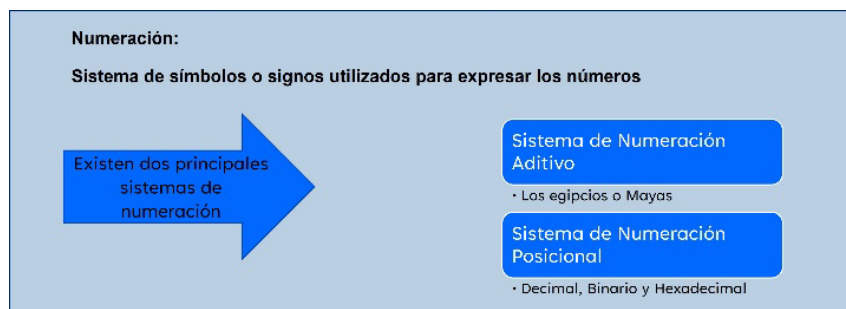 Numeración:
Sistema de símbolos o signos utilizados para expresar los números
Existen dos principales
sistemas de
numeración
Sistema de Numeración
Aditivo
· Los egipcios o Mayas
Sistema de Numeración
Posicional
· Decimal, Binario y Hexadecimal